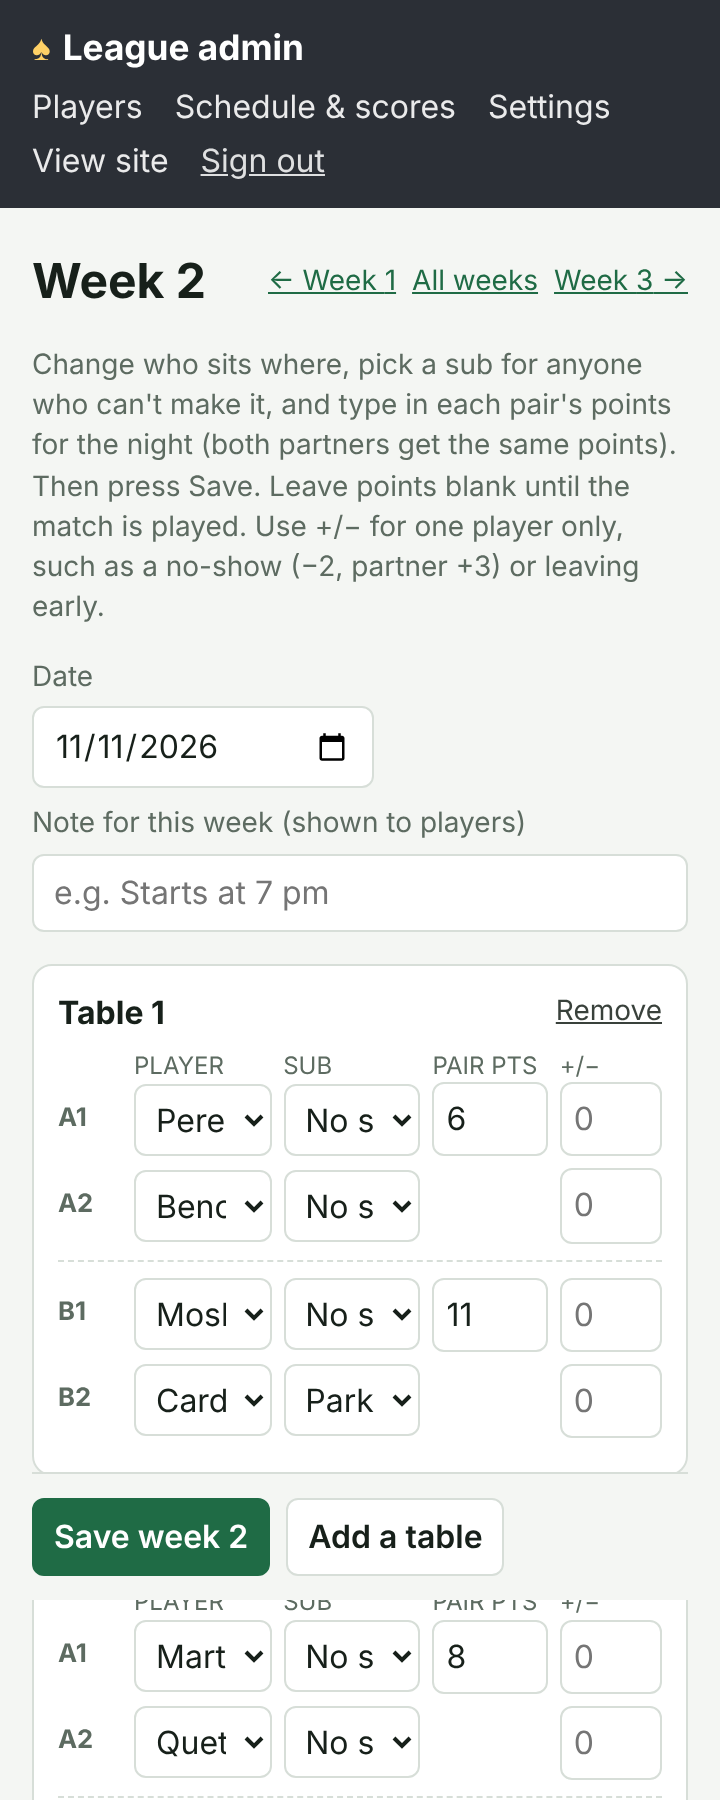 ♠ League admin
Players Schedule & scores Settings
View site Sign out
Week 2 ← Week 1 All weeks Week 3 →
Change who sits where, pick a sub for anyone
who can't make it, and type in each pair's points
for the night (both partners get the same points).
Then press Save. Leave points blank until the
match is played. Use +/− for one player only,
such as a no-show (−2, partner +3) or leaving
early.
Date
11/11/2026
Note for this week (shown to players)
e.g. Starts at 7 pm
Table 1 Remove
PLAYER SUB PAIR PTS +/−
A1 Pere No s 6 0
A2 Benc No s 0
B1 Mosl No s 11 0
B2 Card Park 0
Save week 2 Add a table
PLAYER SUB PAIR PTS +/−
A1 Mart No s 8 0
A2 Quet No s 0